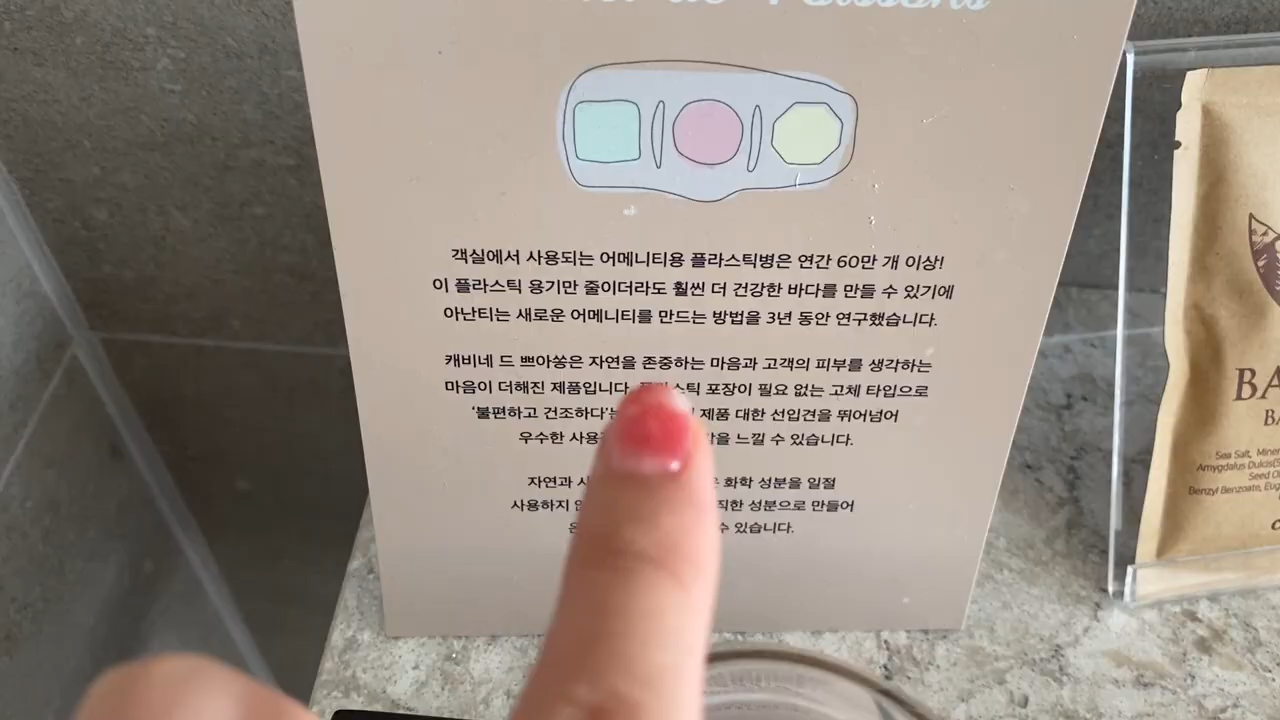 객실에서 사용되는 어메니티용 플라스틱병은 연간 60만 개 이상!
이 플라스틱 용기만 줄이더라도 훨씬 더 건강한 바다를 만들 수 있기에
아난티는 새로운 어메니티를 만드는 방법을 3년 동안 연구했습니다.
캐비네 드 쁘아쏭은 자연을 존중하는 마음과 고객의 피부를 생각하는
마음이 더해진 제품입니다. 포장이 필요 없는 고체 타입으로
'불편하고 건조하다'는 제품 대한 선입견을 뛰어넘어
우수한 느낄 수 있습니다.
자연과 화학 성분을 일절
사용하지 성분으로 만들어
수 있습니다.
Sea Salt,
Amygdalus
Seed
Benzyl Benzoate,